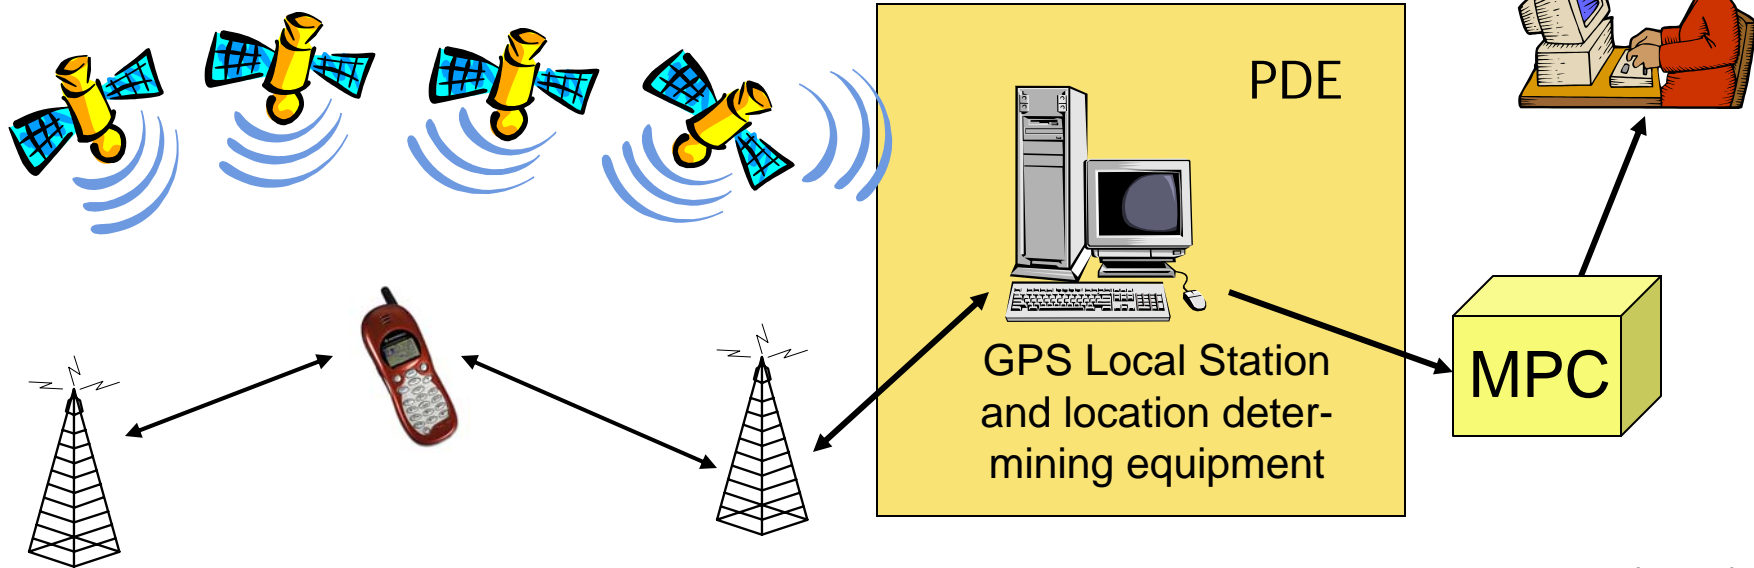 PDE
GPS Local Station
and location deter-
mining equipment
MPC